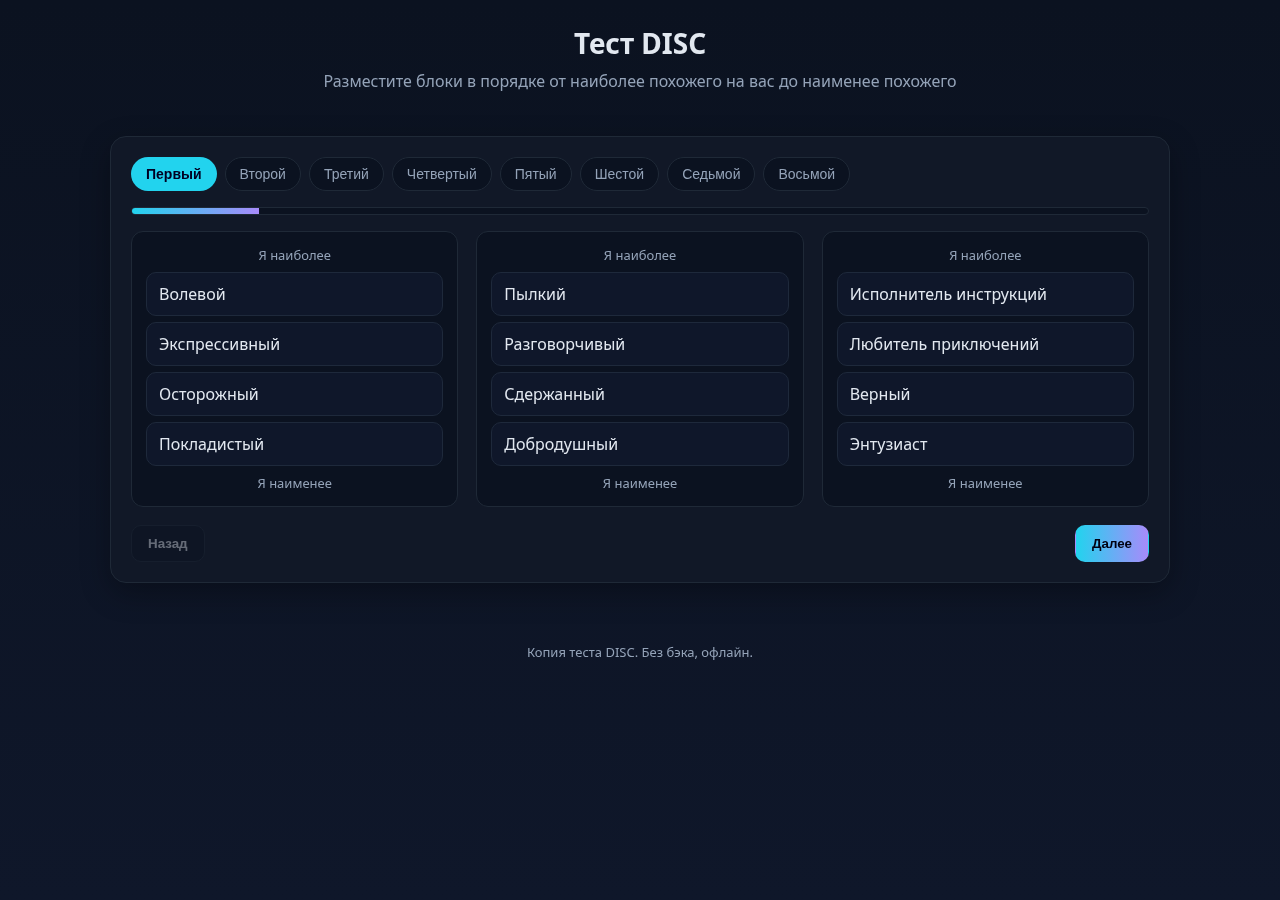 Тест DISC
Разместите блоки в порядке от наиболее похожего на вас до наименее похожего
Первый
Второй
Третий
Четвертый
Пятый
Шестой
Седьмой
Восьмой
Я наиболее
Волевой
Экспрессивный
Осторожный
Покладистый
Я наименее
Я наиболее
Пылкий
Разговорчивый
Сдержанный
Добродушный
Я наименее
Я наиболее
Исполнитель инструкций
Любитель приключений
Верный
Энтузиаст
Я наименее
Назад
Далее
Копия теста DISC. Без бэка, офлайн.